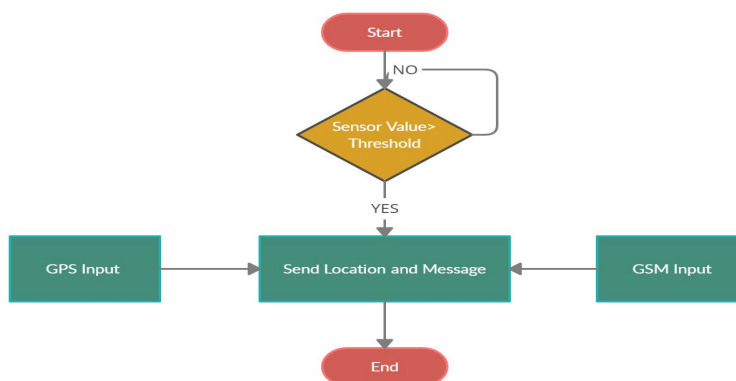 Start
NO
Sensor Value>
Threshold
YES
GPS Input
Send Location and Message
GSM Input
End